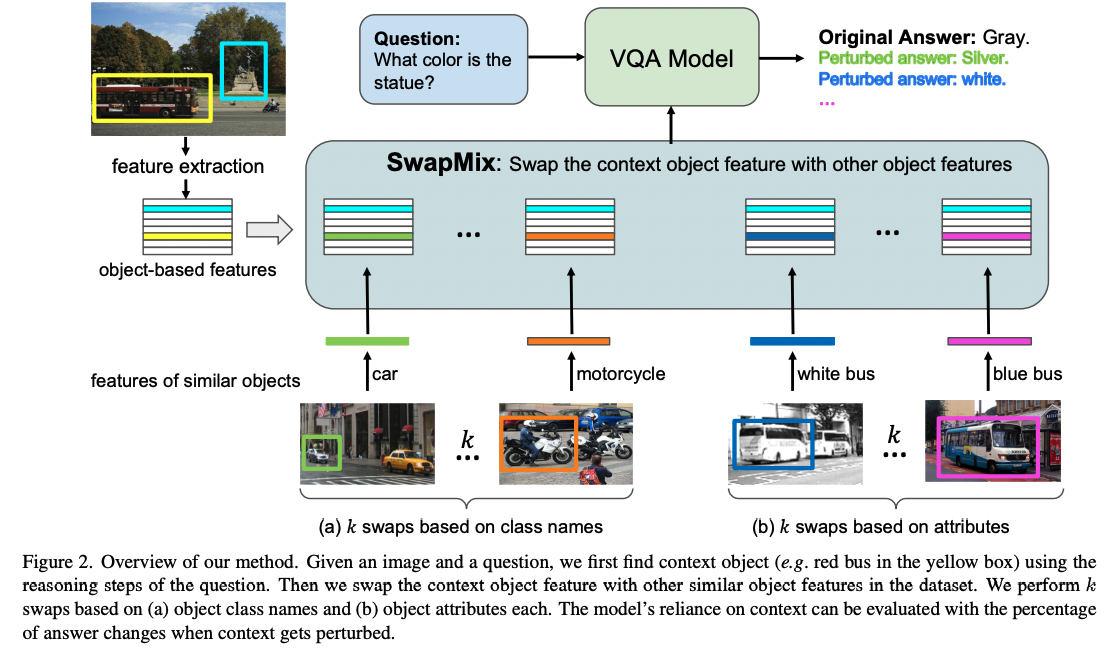 Question:
What color is the
statue?
VQA Model
Original Answer: Gray.
Perturbed answer: Silver.
Perturbed answer: white.
...
feature extraction
SwapMix: Swap the context object feature with other object features
...
...
object-based features
features of similar objects
car
motorcycle
white bus
blue bus
k
...
k
...
(a) k swaps based on class names
(b) k swaps based on attributes
Figure 2. Overview of our method. Given an image and a question, we first find context object (e.g. red bus in the yellow box) using the
reasoning steps of the question. Then we swap the context object feature with other similar object features in the dataset. We perform k
swaps based on (a) object class names and (b) object attributes each. The model's reliance on context can be evaluated with the percentage
of answer changes when context gets perturbed.